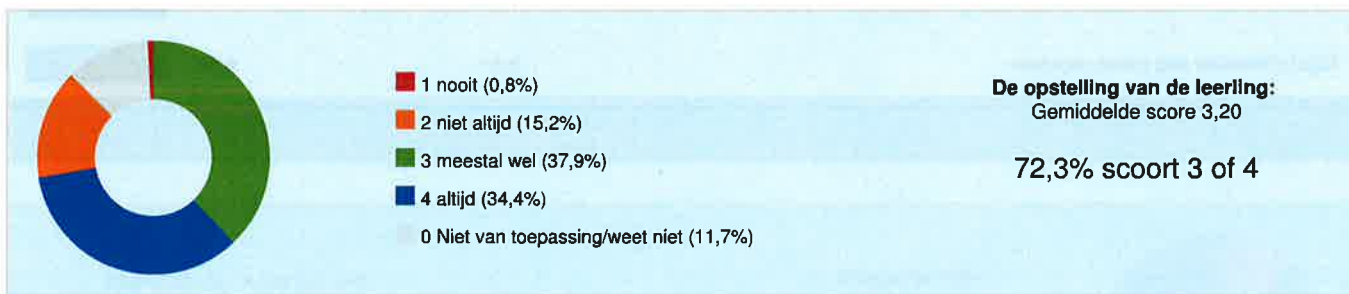 1 nooit (0,8%)
2 niet altijd (15,2%)
3 meestal wel (37,9%)
4 altijd (34,4%)
0 Niet van toepassing/weet niet (11,7%)
De opstelling van de leerling:
Gemiddelde score 3,20
72,3% scoort 3 of 4